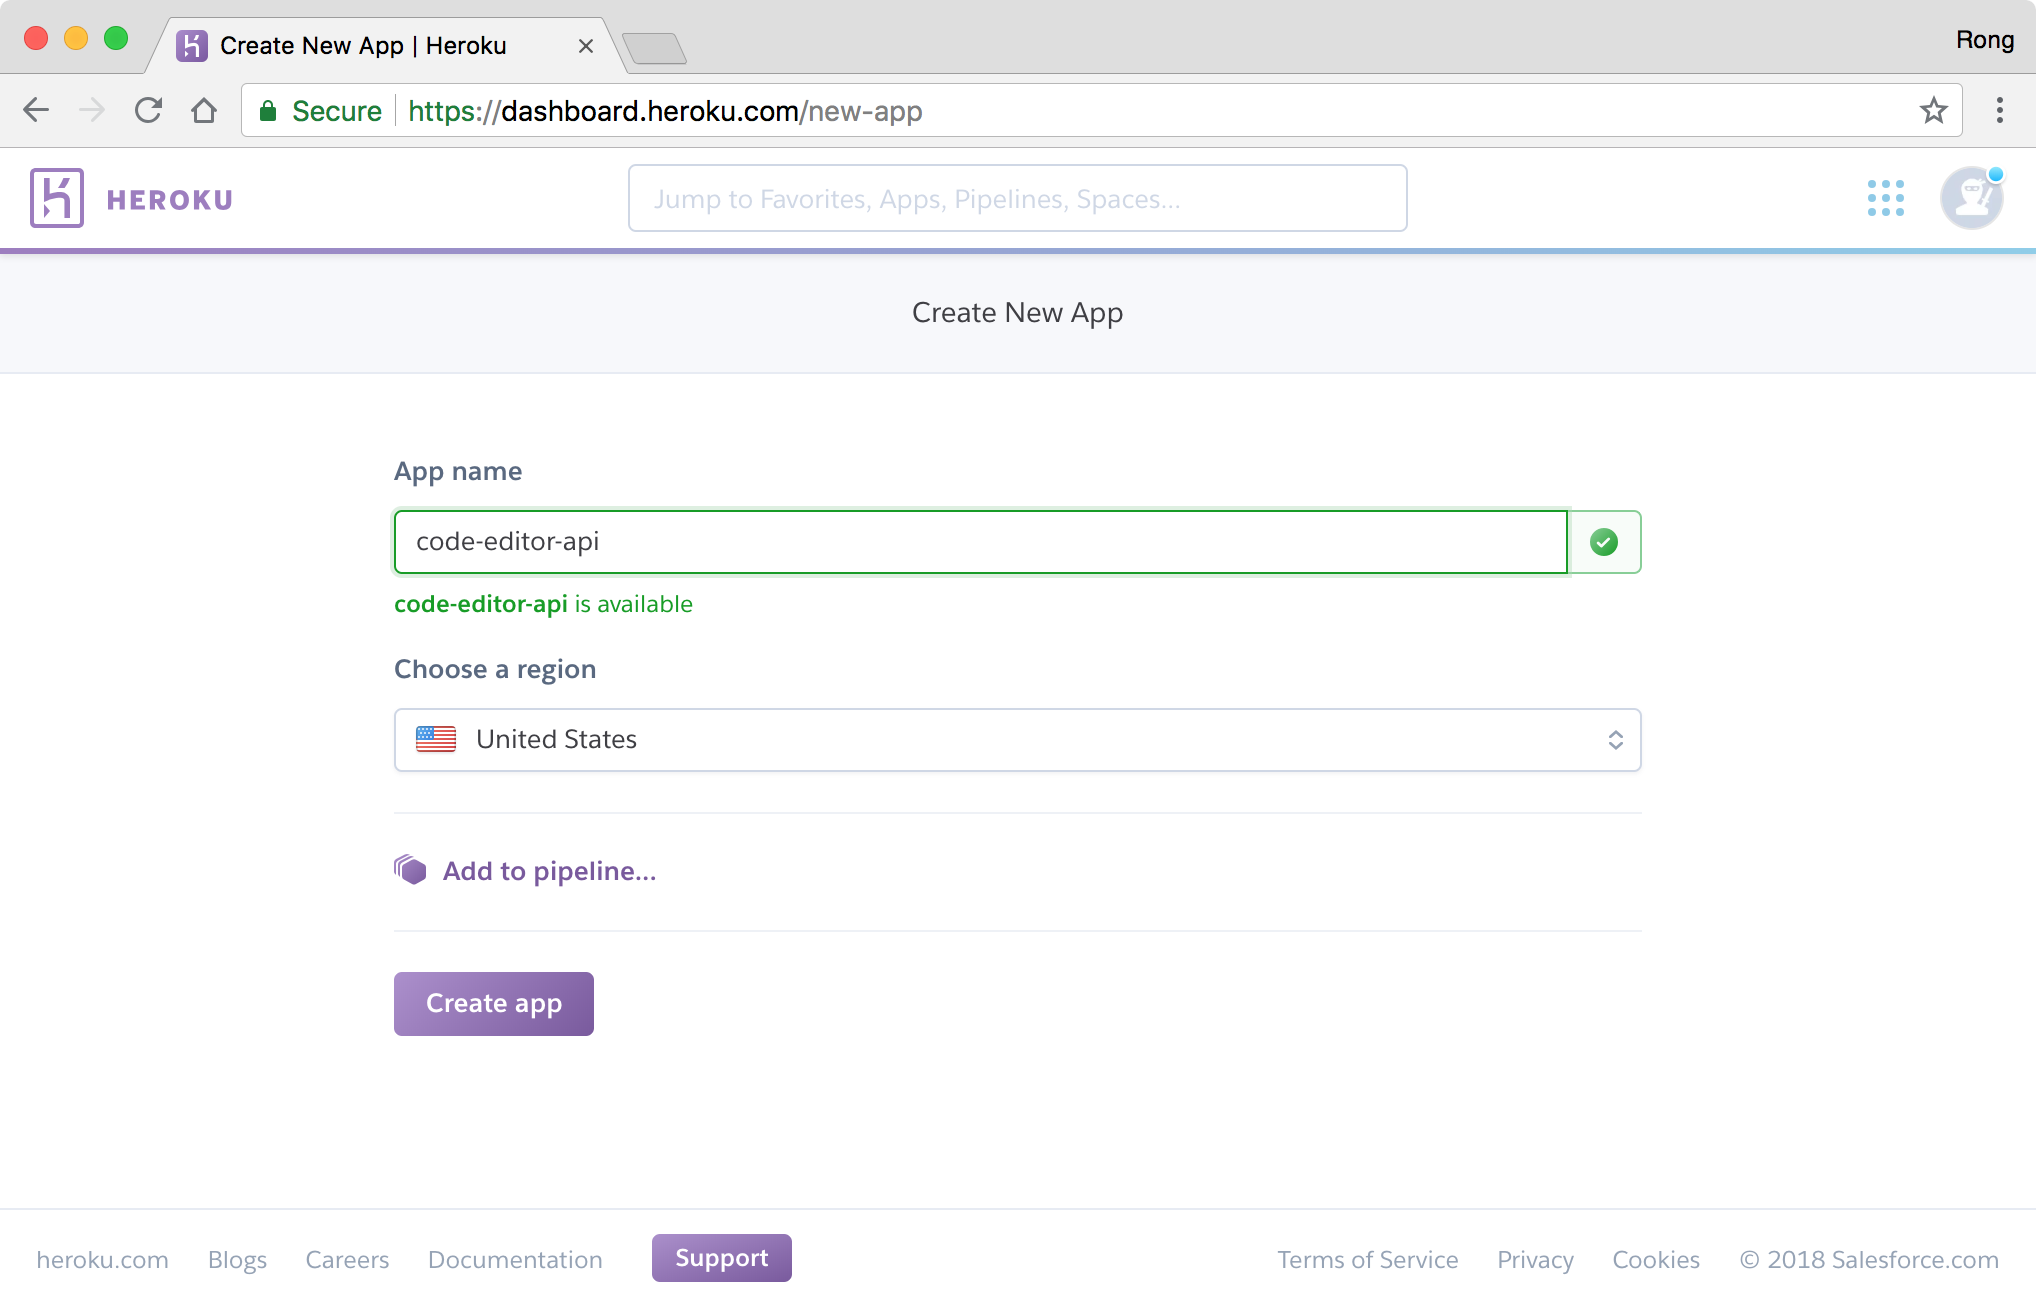 Create New App | Heroku
Rong
Secure https://dashboard.heroku.com/new-app
HEROKU
Jump to Favorites, Apps, Pipelines, Spaces...
Create New App
App name
code-editor-api
code-editor-api is available
Choose a region
United States
Add to pipeline...
Create app
heroku.com Blogs Careers Documentation Support Terms of Service Privacy Cookies © 2018 Salesforce.com